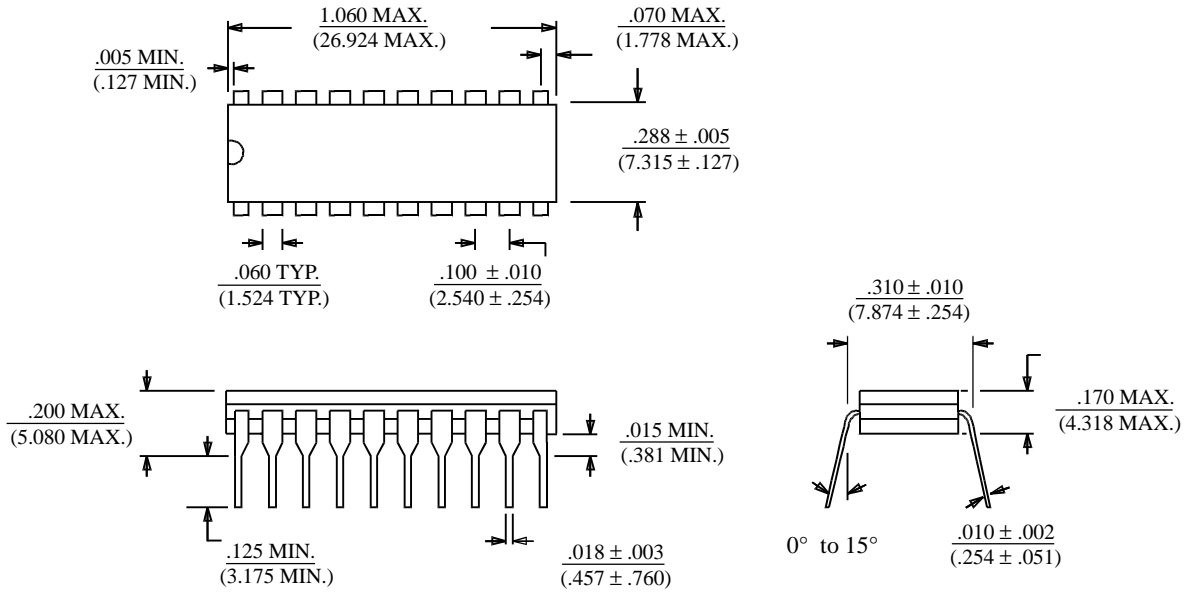 1.060 MAX.
(26.924 MAX.)
.070 MAX.
(1.778 MAX.)
.005 MIN.
(.127 MIN.)
.288 ± .005
(7.315 ± .127)
.060 TYP.
(1.524 TYP.)
.100 ± .010
(2.540 ± .254)
.310 ± .010
(7.874 ± .254)
.200 MAX.
(5.080 MAX.)
.015 MIN.
(.381 MIN.)
.170 MAX.
(4.318 MAX.)
.125 MIN.
(3.175 MIN.)
.018 ± .003
(.457 ± .760)
0° to 15°
.010 ± .002
(.254 ± .051)